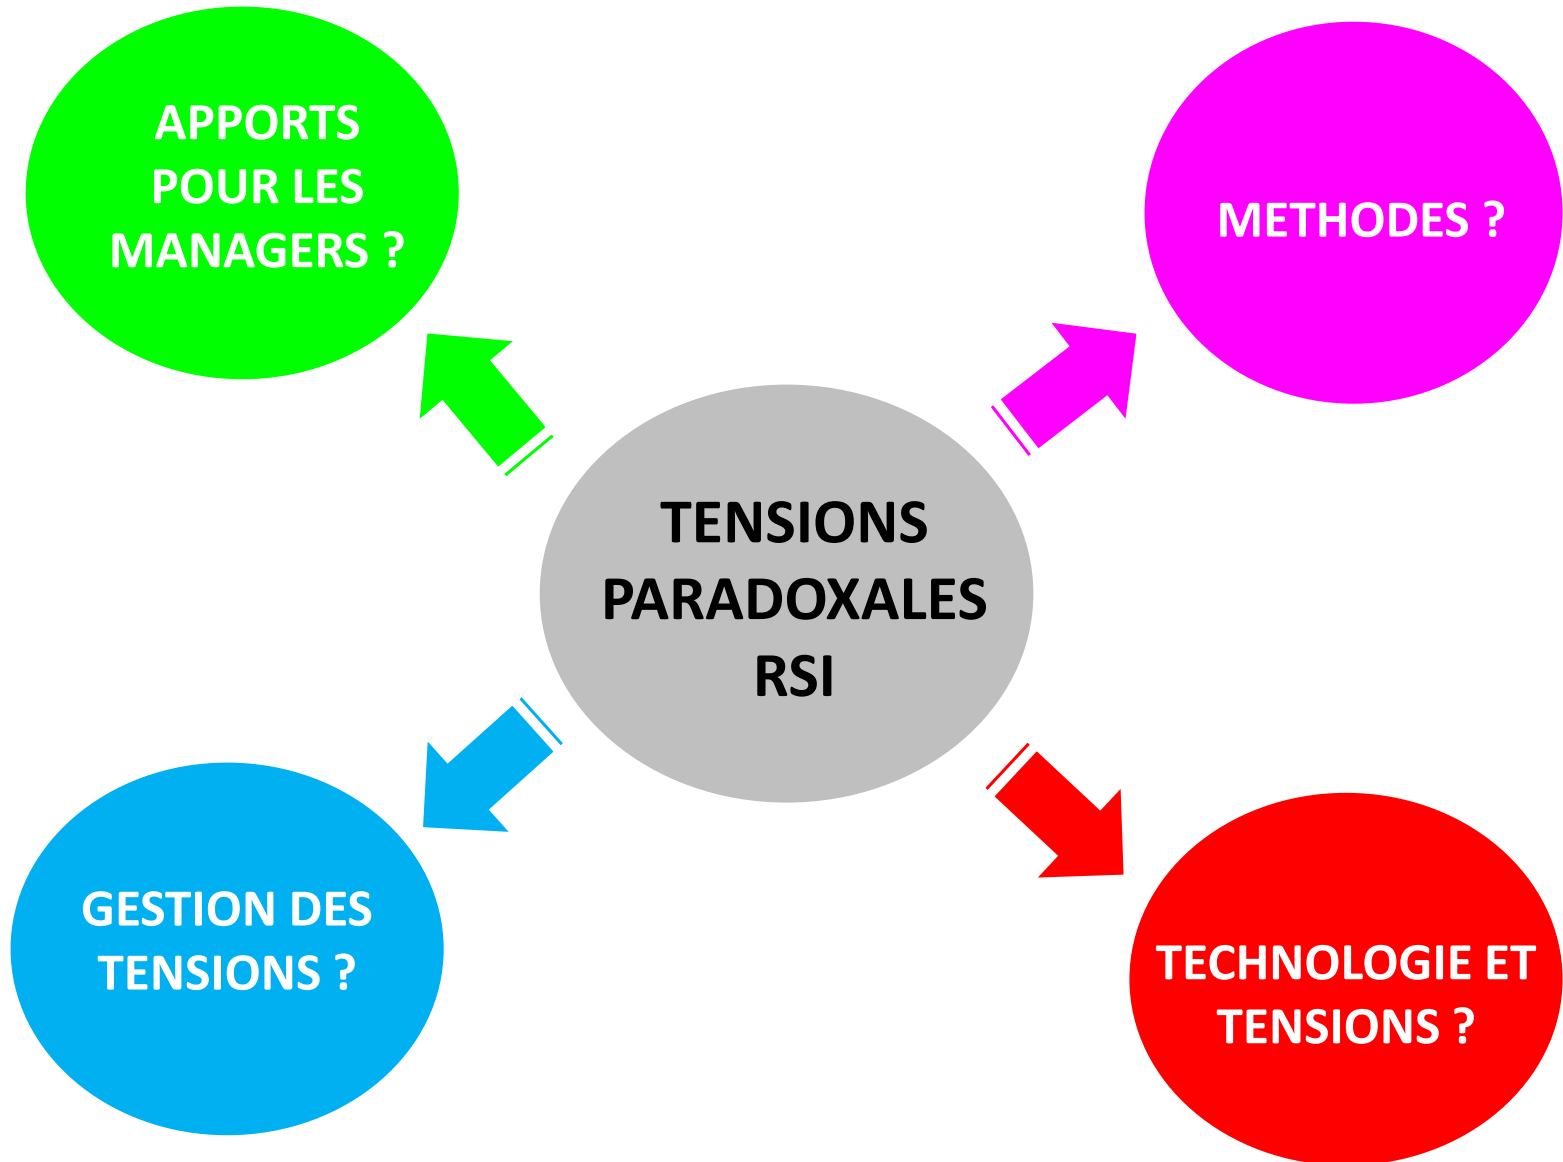 APPORTS
POUR LES
MANAGERS ?
METHODES ?
TENSIONS
PARADOXALES
RSI
GESTION DES
TENSIONS ?
TECHNOLOGIE ET
TENSIONS ?